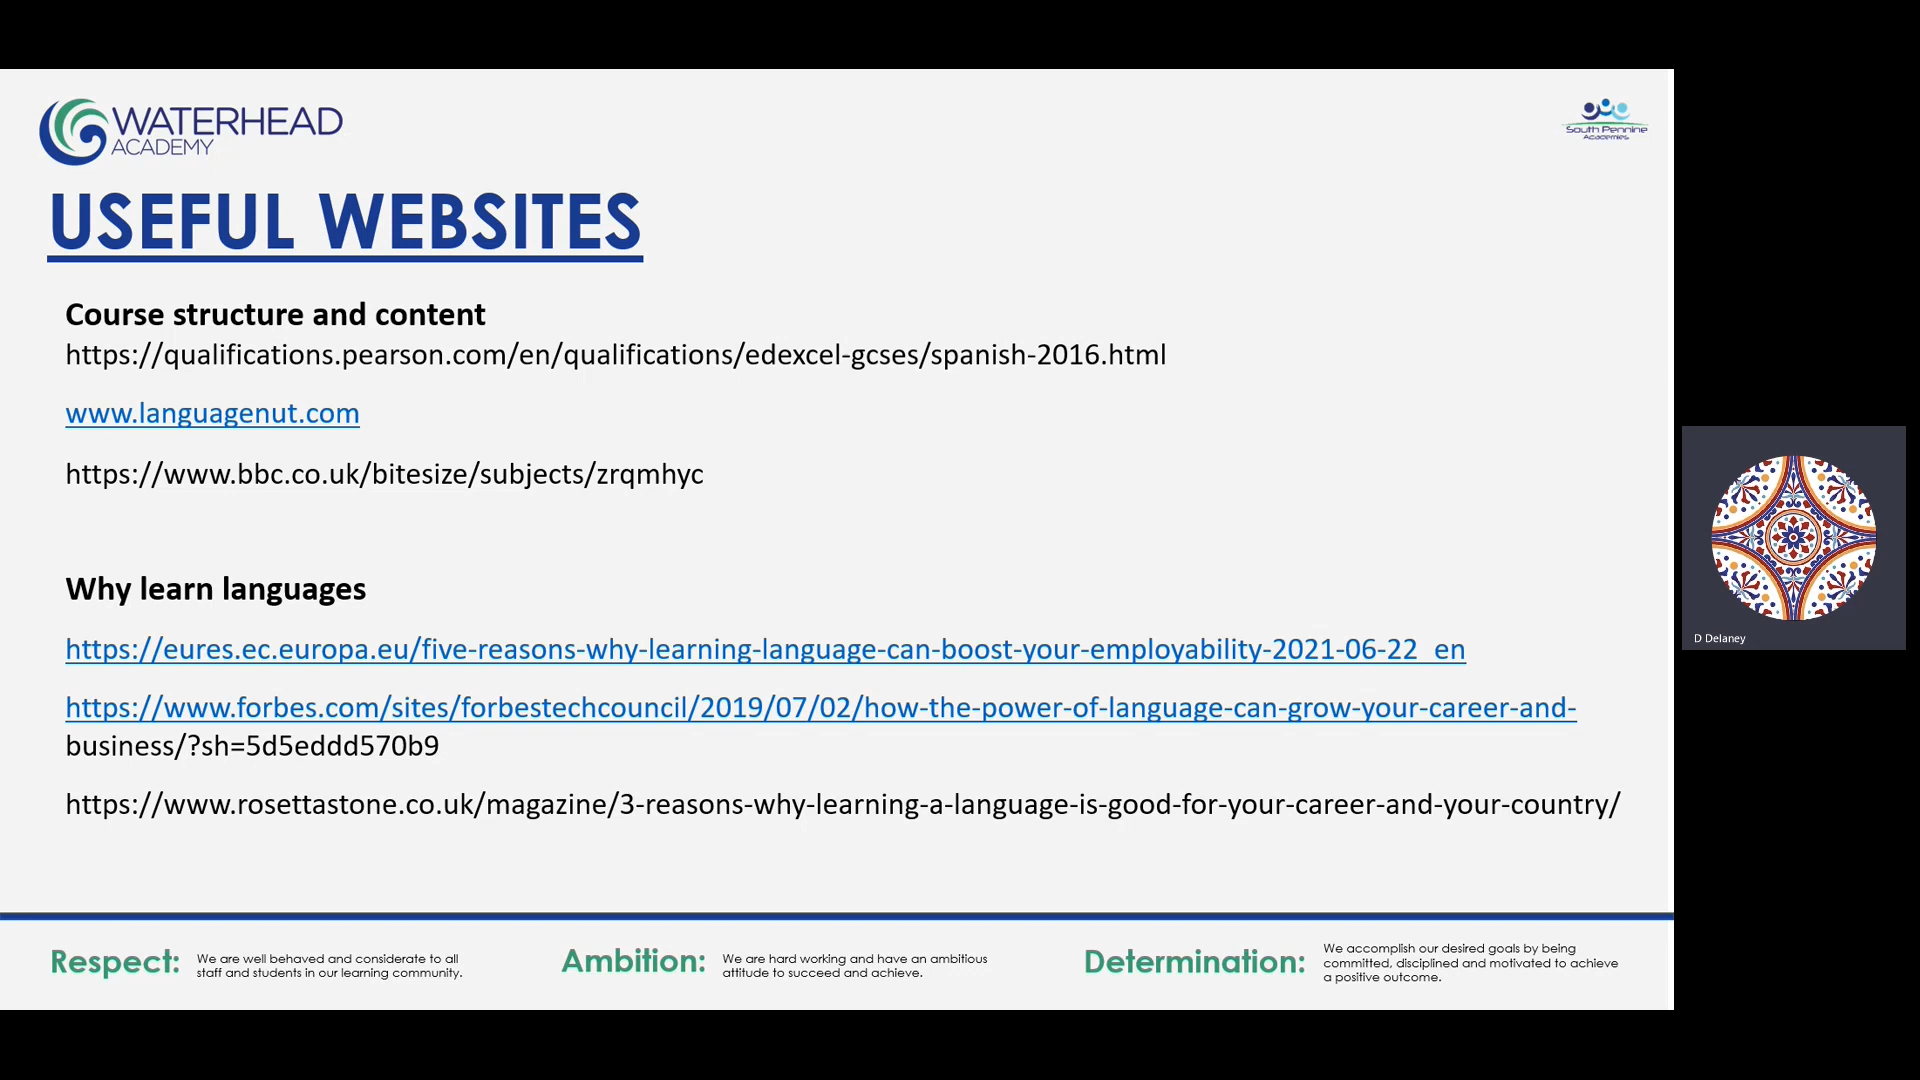 WATERHEAD
ACADEMY
South Pennine
Academies
USEFUL WEBSITES
Course structure and content
https://qualifications.pearson.com/en/qualifications/edexcel-gcses/spanish-2016.html
www.languagenut.com
https://www.bbc.co.uk/bitesize/subjects/zrqmhyc
Why learn languages
https://eures.ec.europa.eu/five-reasons-why-learning-language-can-boost-your-employability-2021-06-22_en
https://www.forbes.com/sites/forbestechcouncil/2019/07/02/how-the-power-of-language-can-grow-your-career-and-
business/?sh=5d5eddd570b9
https://www.rosettastone.co.uk/magazine/3-reasons-why-learning-a-language-is-good-for-your-career-and-your-country/
D Delaney
Respect: We are well behaved and considerate to all
staff and students in our learning community.
Ambition: We are hard working and have an ambitious
attitude to succeed and achieve.
Determination: We accomplish our desired goals by being
committed, disciplined and motivated to achieve
a positive outcome.